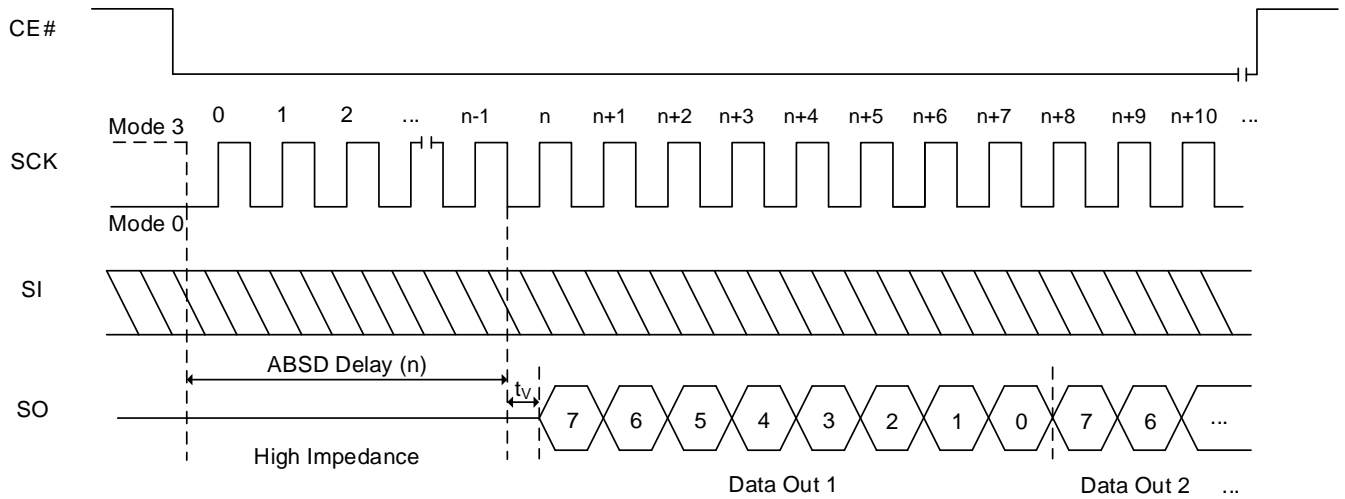 CE#
0 1 2 ... n-1 n n+1 n+2 n+3 n+4 n+5 n+6 n+7 n+8 n+9 n+10 ...
Mode 3
SCK
Mode 0
SI
ABSD Delay (n)
tV
SO
7 6 5 4 3 2 1 0 7 6 ...
High Impedance
Data Out 1 Data Out 2 ...